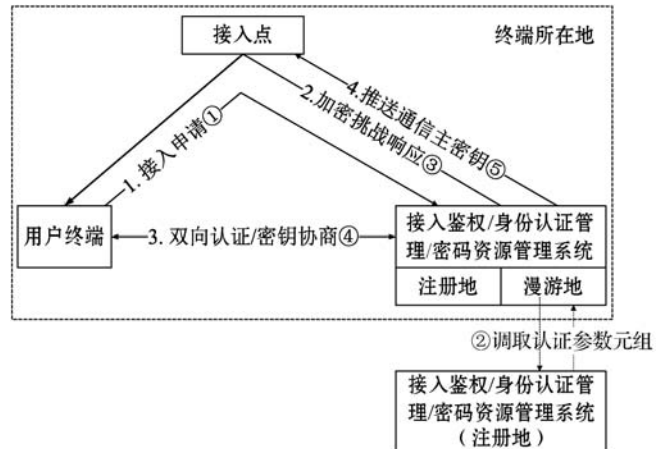 接入点
终端所在地
1. 接入申请①
2.加密挑战响应③
4.推送通信主密钥⑤
用户终端
3. 双向认证/密钥协商④
接入鉴权/身份认证管
理/密码资源管理系统
注册地
漫游地
②调取认证参数元组
接入鉴权/身份认证管
理/密码资源管理系统
（注册地）